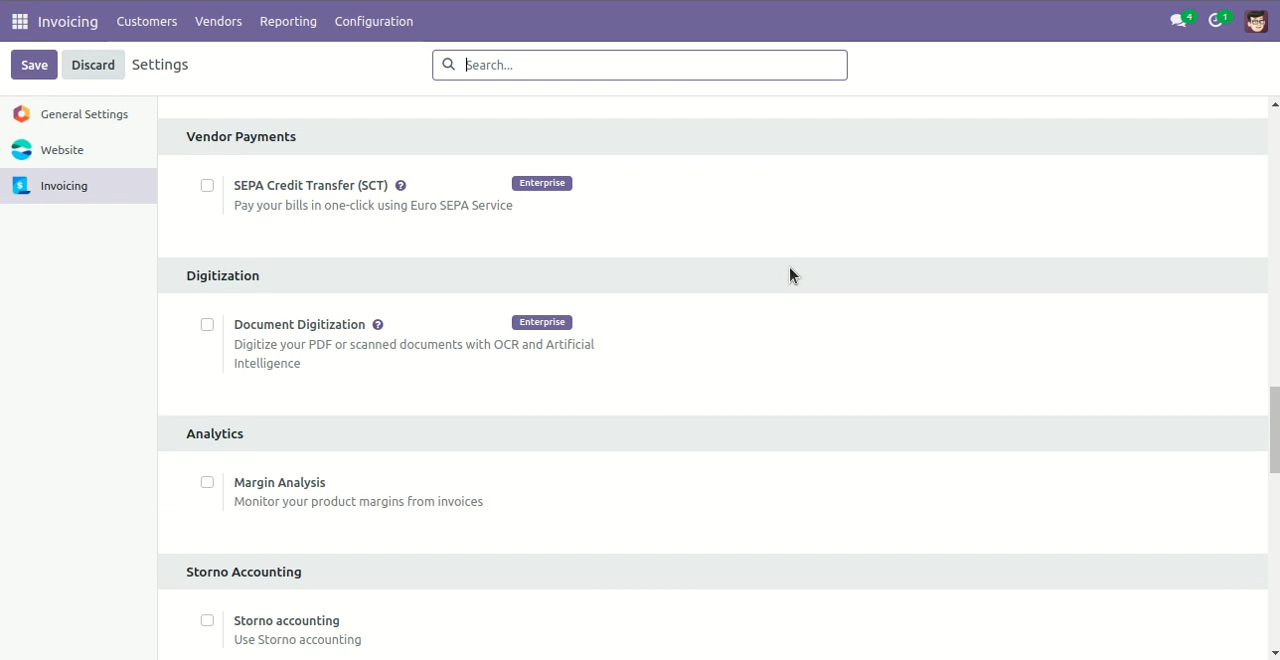 Invoicing Customers Vendors Reporting Configuration 4 1
Save Discard Settings Search...
General Settings
Website
Invoicing
Vendor Payments
SEPA Credit Transfer (SCT) ? Enterprise
Pay your bills in one-click using Euro SEPA Service
Digitization
Document Digitization ? Enterprise
Digitize your PDF or scanned documents with OCR and Artificial
Intelligence
Analytics
Margin Analysis
Monitor your product margins from invoices
Storno Accounting
Storno accounting
Use Storno accounting